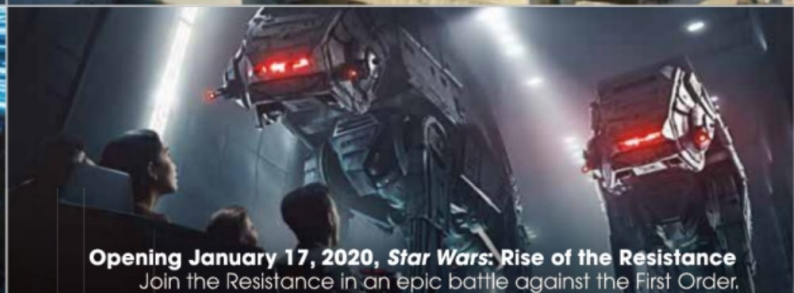 Opening January 17, 2020, Star Wars: Rise of the Resistance
Join the Resistance in an epic battle against the First Order.